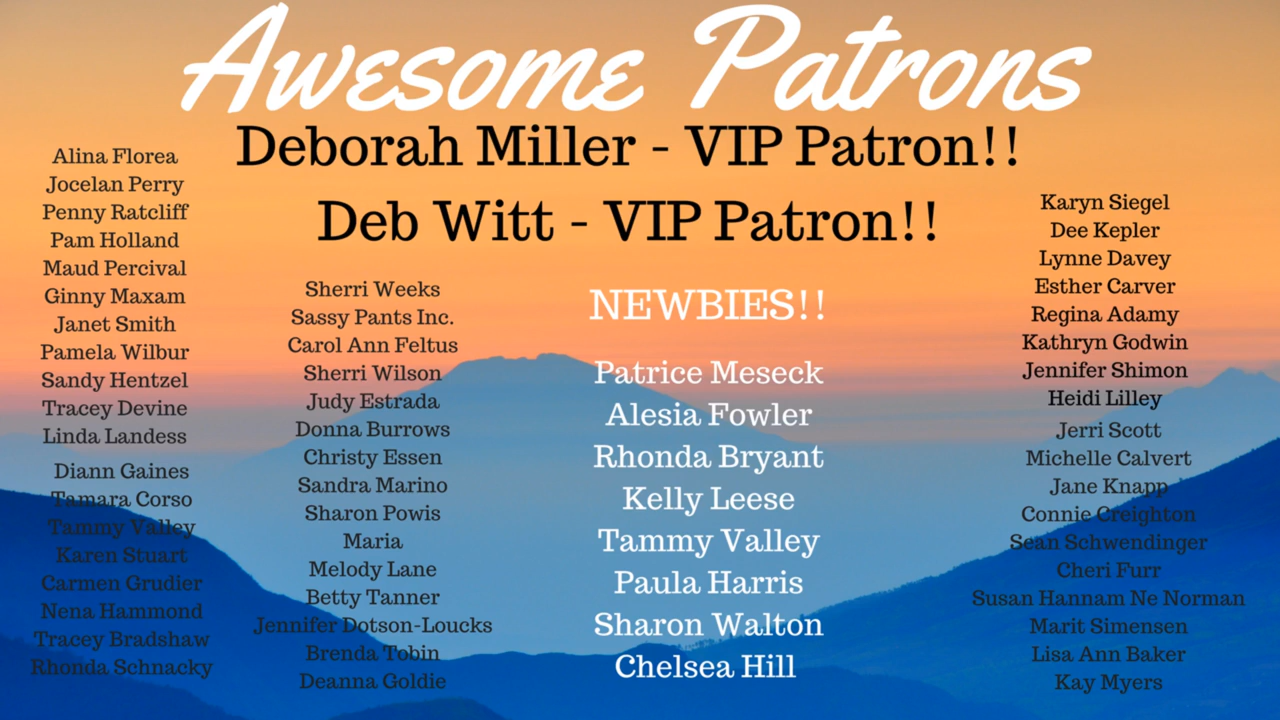 Awesome Patrons
Deborah Miller - VIP Patron!!
Deb Witt - VIP Patron!!
Alina Florea
Jocelan Perry
Penny Ratcliff
Pam Holland
Maud Percival
Ginny Maxam
Janet Smith
Pamela Wilbur
Sandy Hentzel
Tracey Devine
Linda Landess
Diann Gaines
Tamara Corso
Tammy Valley
Karen Stuart
Carmen Grudier
Nena Hammond
Tracey Bradshaw
Rhonda Schnacky
Sherri Weeks
Sassy Pants Inc.
Carol Ann Feltus
Sherri Wilson
Judy Estrada
Donna Burrows
Christy Essen
Sandra Marino
Sharon Powis
Maria
Melody Lane
Betty Tanner
Jennifer Dotson-Loucks
Brenda Tobin
Deanna Goldie
NEWBIES!!
Patrice Meseck
Alesia Fowler
Rhonda Bryant
Kelly Leese
Tammy Valley
Paula Harris
Sharon Walton
Chelsea Hill
Karyn Siegel
Dee Kepler
Lynne Davey
Esther Carver
Regina Adamy
Kathryn Godwin
Jennifer Shimon
Heidi Lilley
Jerri Scott
Michelle Calvert
Jane Knapp
Connie Creighton
Sean Schwendinger
Cheri Furr
Susan Hannam Ne Norman
Marit Simensen
Lisa Ann Baker
Kay Myers